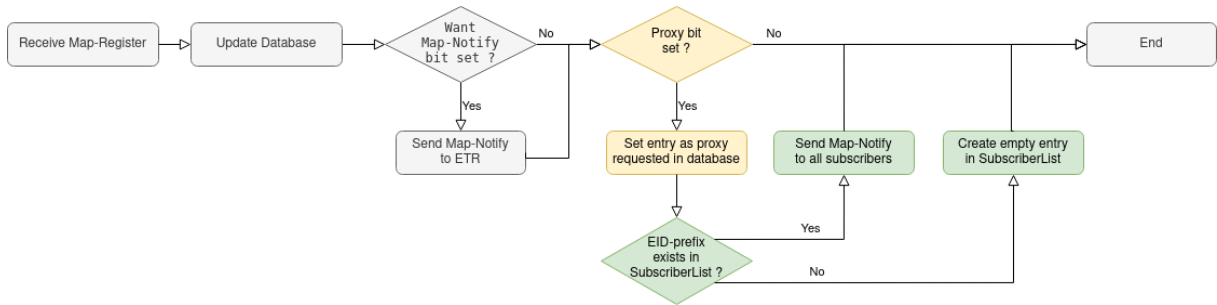 Receive Map-Register
Update Database
Want
Map-Notify
bit set ?
No
Yes
Send Map-Notify
to ETR
Proxy bit
set ?
No
Yes
Set entry as proxy
requested in database
EID-prefix
exists in
SubscriberList ?
Yes
No
Send Map-Notify
to all subscribers
Create empty entry
in SubscriberList
End